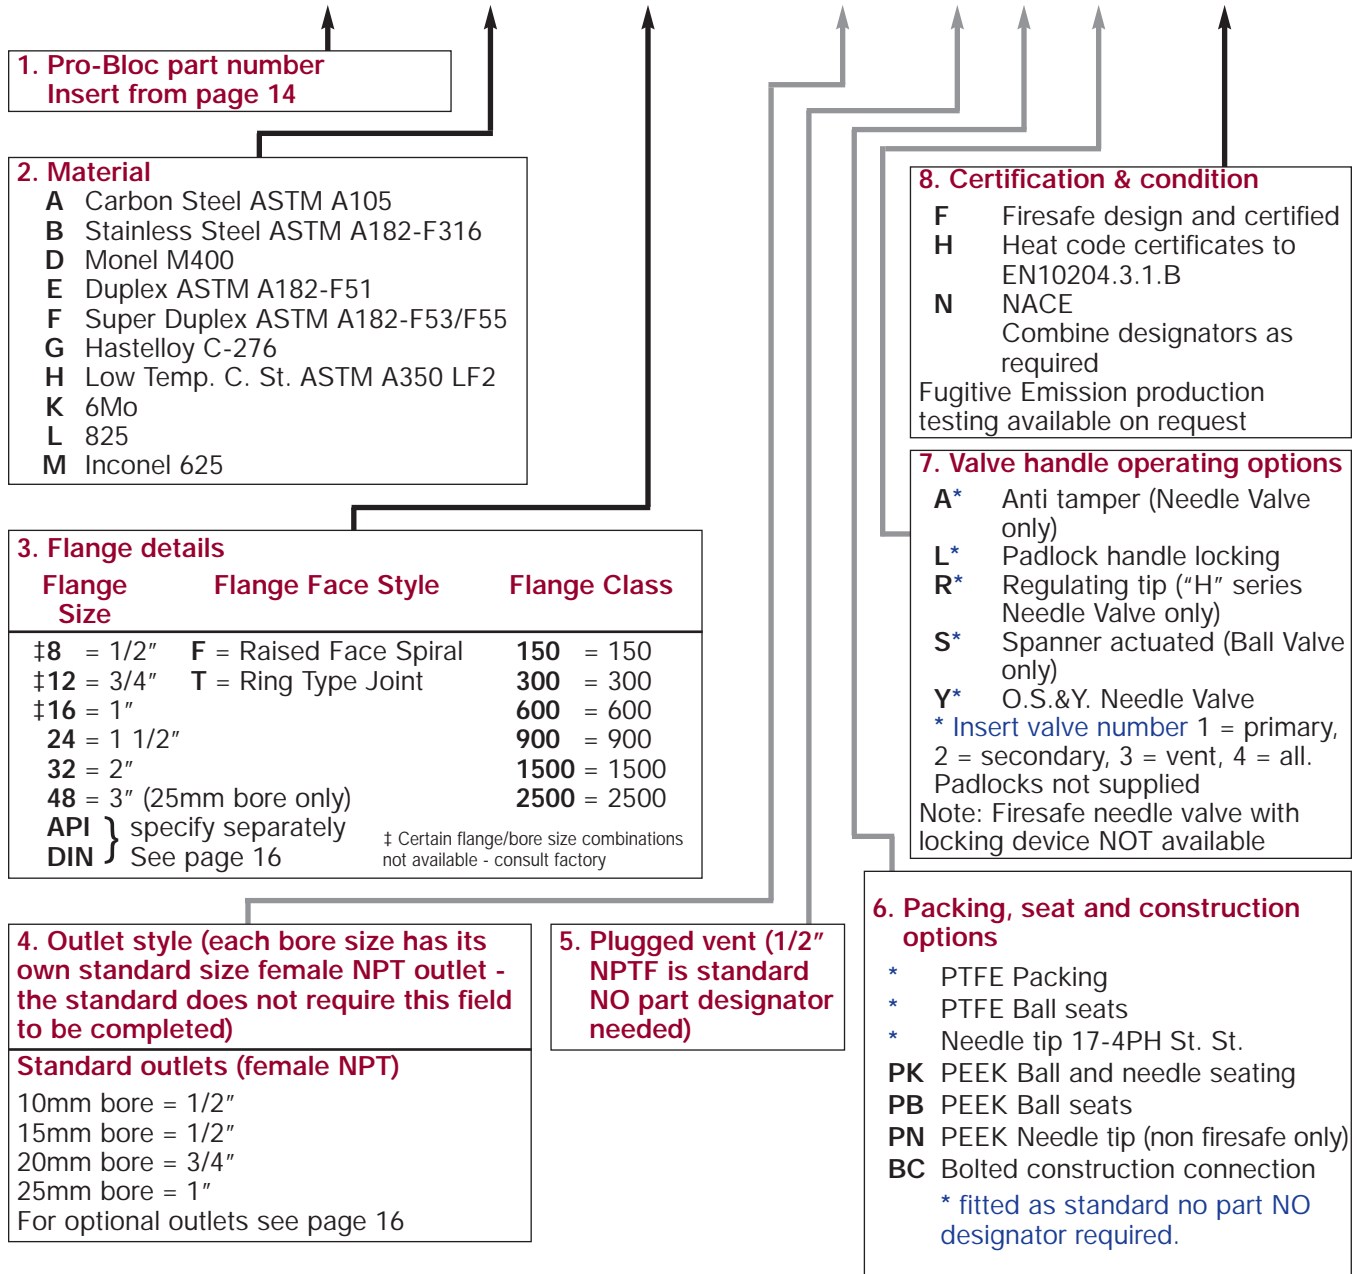 1. Pro-Bloc part number
Insert from page 14
2. Material
A Carbon Steel ASTM A105
B Stainless Steel ASTM A182-F316
D Monel M400
E Duplex ASTM A182-F51
F Super Duplex ASTM A182-F53/F55
G Hastelloy C-276
H Low Temp. C. St. ASTM A350 LF2
K 6Mo
L 825
M Inconel 625
3. Flange details
Flange Size Flange Face Style Flange Class
‡8 = 1/2″ F = Raised Face Spiral 150 = 150
‡12 = 3/4″ T = Ring Type Joint 300 = 300
‡16 = 1″ 600 = 600
24 = 1 1/2″ 900 = 900
32 = 2″ 1500 = 1500
48 = 3″ (25mm bore only) 2500 = 2500
API } specify separately
DIN } See page 16
‡ Certain flange/bore size combinations
not available - consult factory
4. Outlet style (each bore size has its
own standard size female NPT outlet -
the standard does not require this field
to be completed)
Standard outlets (female NPT)
10mm bore = 1/2″
15mm bore = 1/2″
20mm bore = 3/4″
25mm bore = 1″
For optional outlets see page 16
5. Plugged vent (1/2″
NPTF is standard
NO part designator
needed)
6. Packing, seat and construction
options
* PTFE Packing
* PTFE Ball seats
* Needle tip 17-4PH St. St.
PK PEEK Ball and needle seating
PB PEEK Ball seats
PN PEEK Needle tip (non firesafe only)
BC Bolted construction connection
* fitted as standard no part NO
designator required.
7. Valve handle operating options
A* Anti tamper (Needle Valve
only)
L* Padlock handle locking
R* Regulating tip (″H″ series
Needle Valve only)
S* Spanner actuated (Ball Valve
only)
Y* O.S.&Y. Needle Valve
* Insert valve number 1 = primary,
2 = secondary, 3 = vent, 4 = all.
Padlocks not supplied
Note: Firesafe needle valve with
locking device NOT available
8. Certification & condition
F Firesafe design and certified
H Heat code certificates to
EN10204.3.1.B
N NACE
Combine designators as
required
Fugitive Emission production
testing available on request